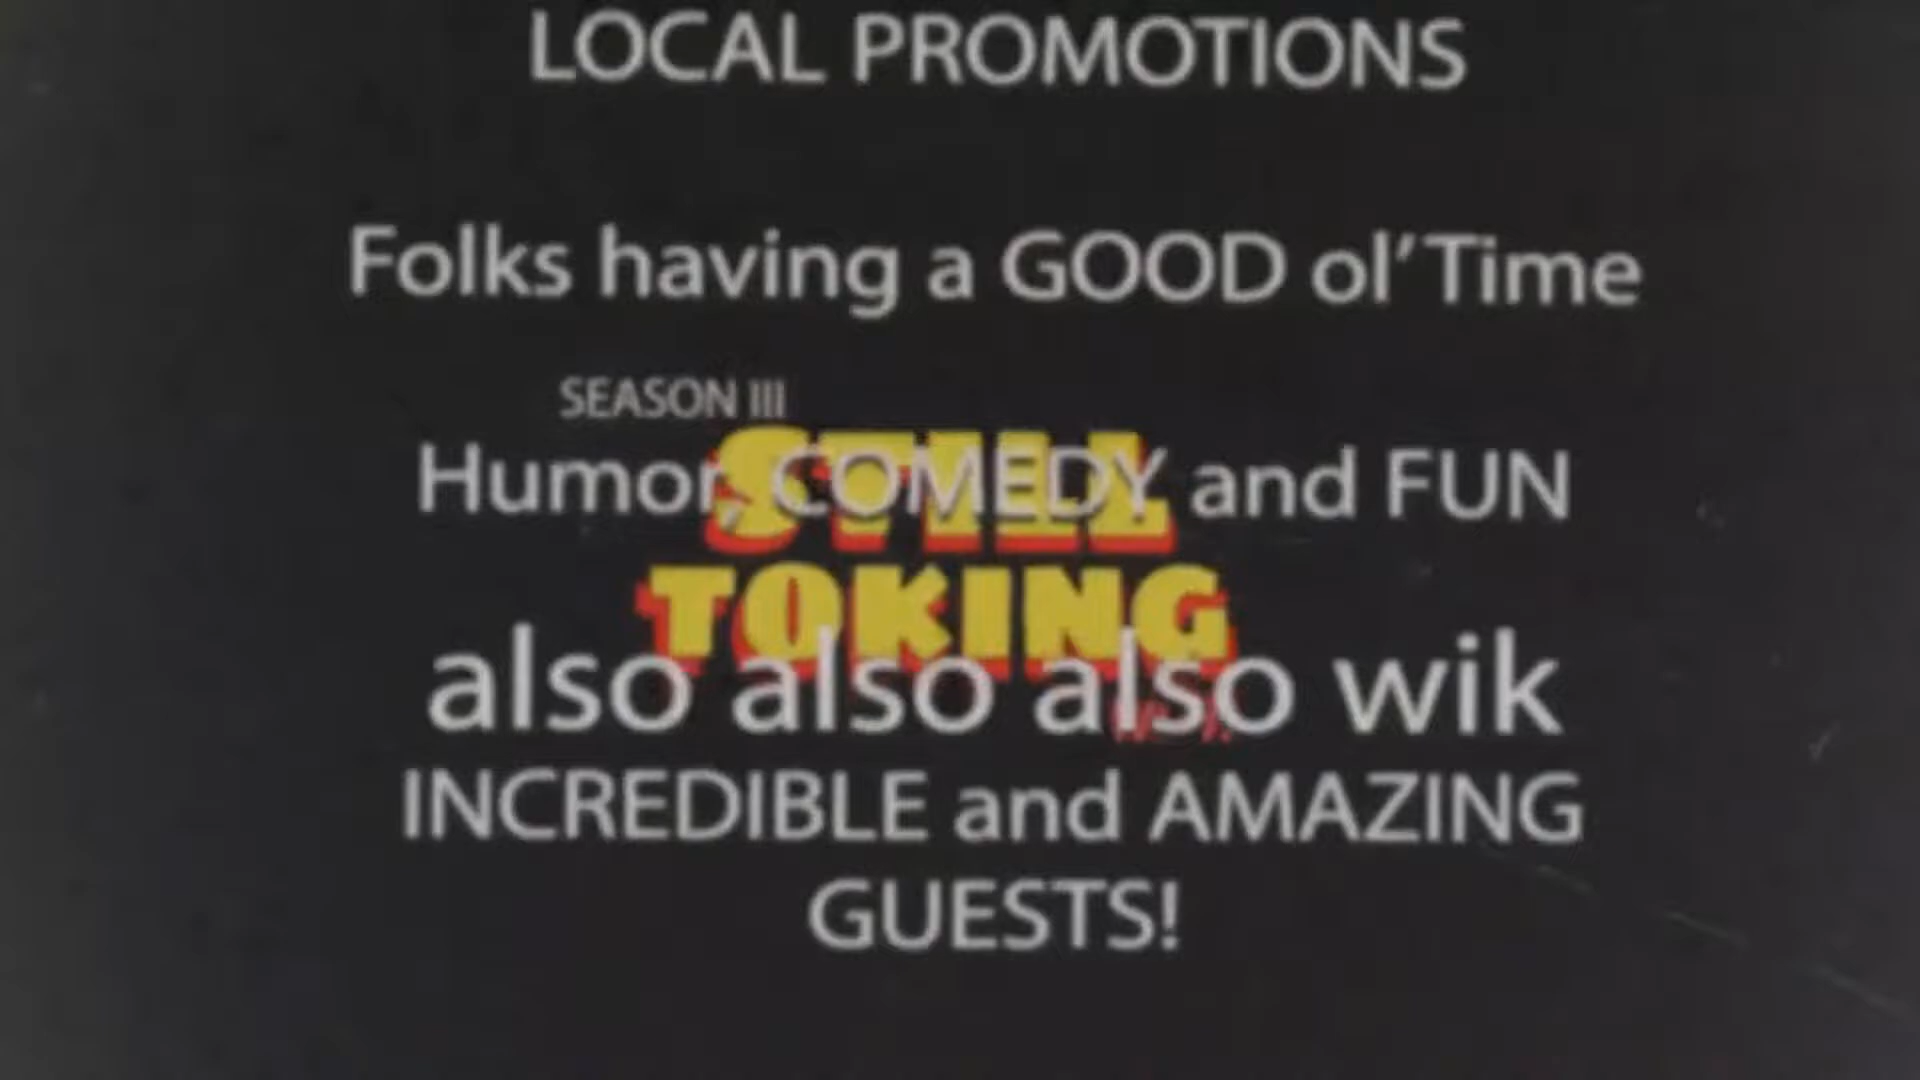 LOCAL PROMOTIONS
Folks having a GOOD ol' Time
SEASON III
Humor, COMEDY and FUN
STILL
TOKING
also also also wik
INCREDIBLE and AMAZING
GUESTS!